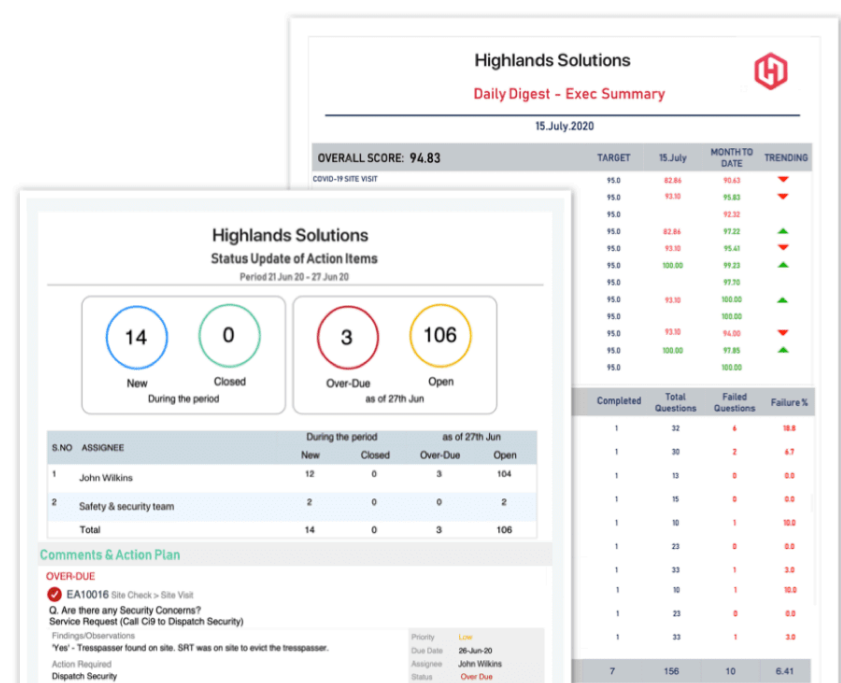 Highlands Solutions
Daily Digest - Exec Summary
15.July.2020
OVERALL SCORE: 94.83 TARGET 15.July MONTH TO DATE TRENDING
COVID-19 SITE VISIT 95.0 82.86 90.63
95.0 93.10 95.83
95.0 92.32
95.0 82.86 97.22
95.0 93.10 95.41
95.0 100.00 99.23
95.0 97.70
95.0 93.10 100.00
95.0 100.00
95.0 93.10 94.00
95.0 100.00 97.85
95.0 100.00
Completed Total Questions Failed Questions Failure %
1 32 6 18.8
1 30 2 6.7
1 13 0 0.0
1 15 0 0.0
1 10 1 10.0
1 23 0 0.0
1 33 1 3.0
1 10 1 10.0
1 23 0 0.0
1 33 1 3.0
7 156 10 6.41
Highlands Solutions
Status Update of Action Items
Period 21 Jun 20 - 27 Jun 20
14 0 3 106
New Closed Over-Due Open
During the period as of 27th Jun
During the period as of 27th Jun
S.NO ASSIGNEE New Closed Over-Due Open
1 John Wilkins 12 0 3 104
2 Safety & security team 2 0 0 2
Total 14 0 3 106
Comments & Action Plan
OVER-DUE
EA10016 Site Check > Site Visit
Q. Are there any Security Concerns?
Service Request (Call Ci9 to Dispatch Security)
Findings/Observations
'Yes' - Tresspasser found on site. SRT was on site to evict the tresspasser.
Action Required
Dispatch Security
Priority Low
Due Date 26-Jun-20
Assignee John Wilkins
Status Over Due